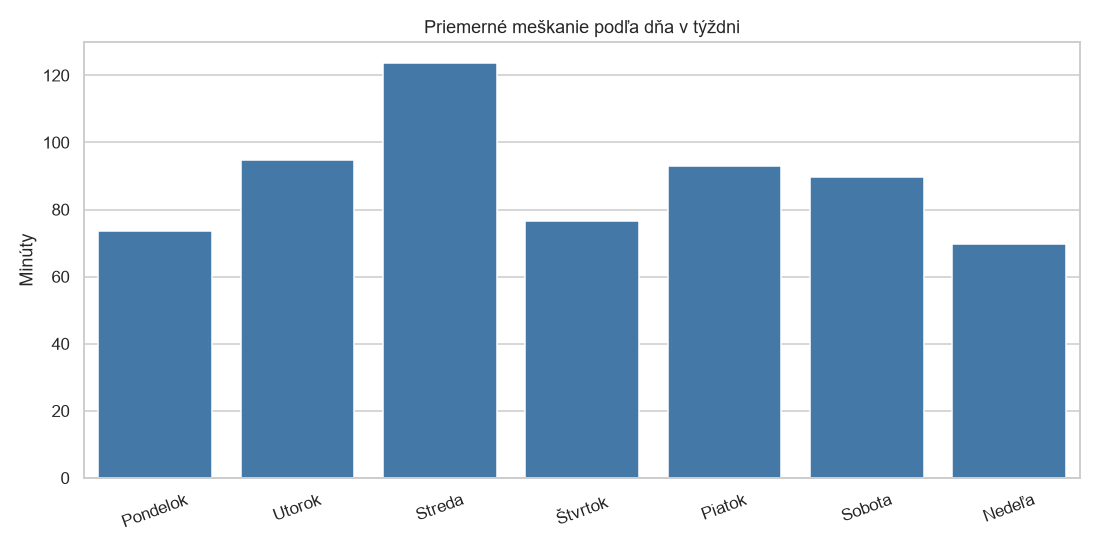 Priemerné meškanie podľa dňa v týždni
Minúty
120
100
80
60
40
20
0
Pondelok
Utorok
Streda
Štvrtok
Piatok
Sobota
Nedeľa